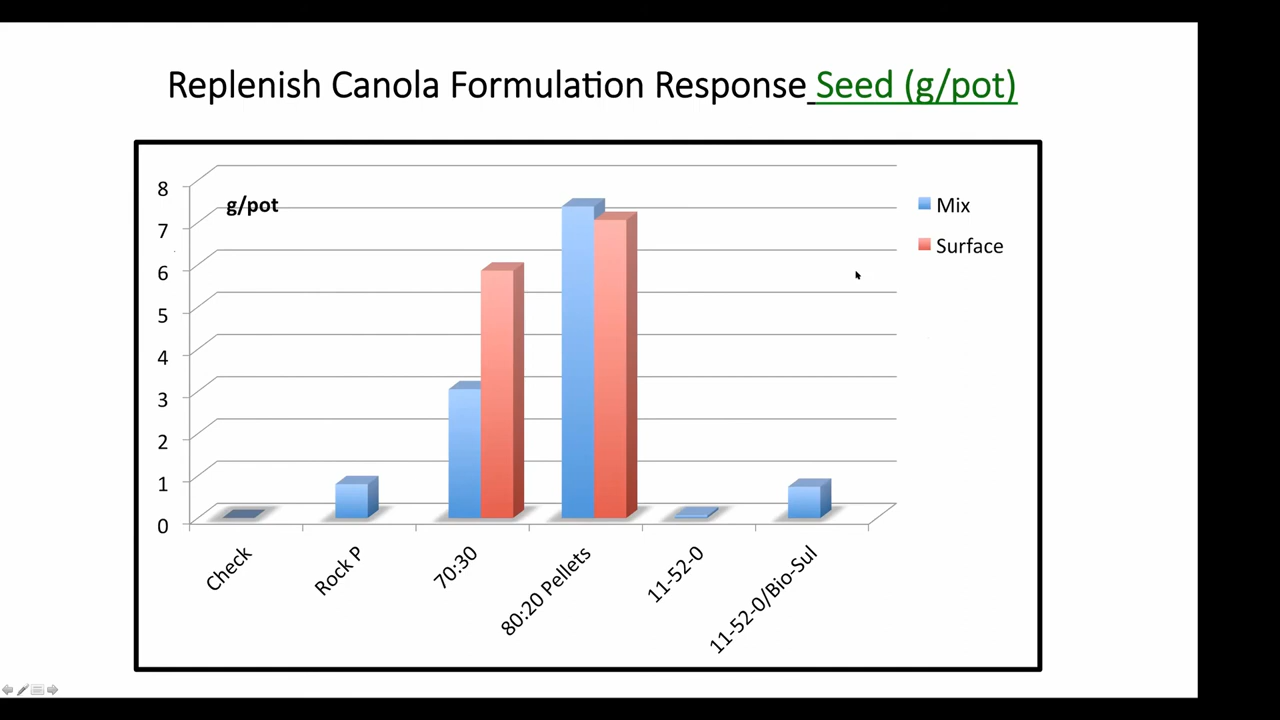 Replenish Canola Formulation Response Seed (g/pot)
g/pot
8
7
6
5
4
3
2
1
0
Mix
Surface
Check
Rock P
70:30
80:20 Pellets
11-52-0
11-52-0/Bio-Sul